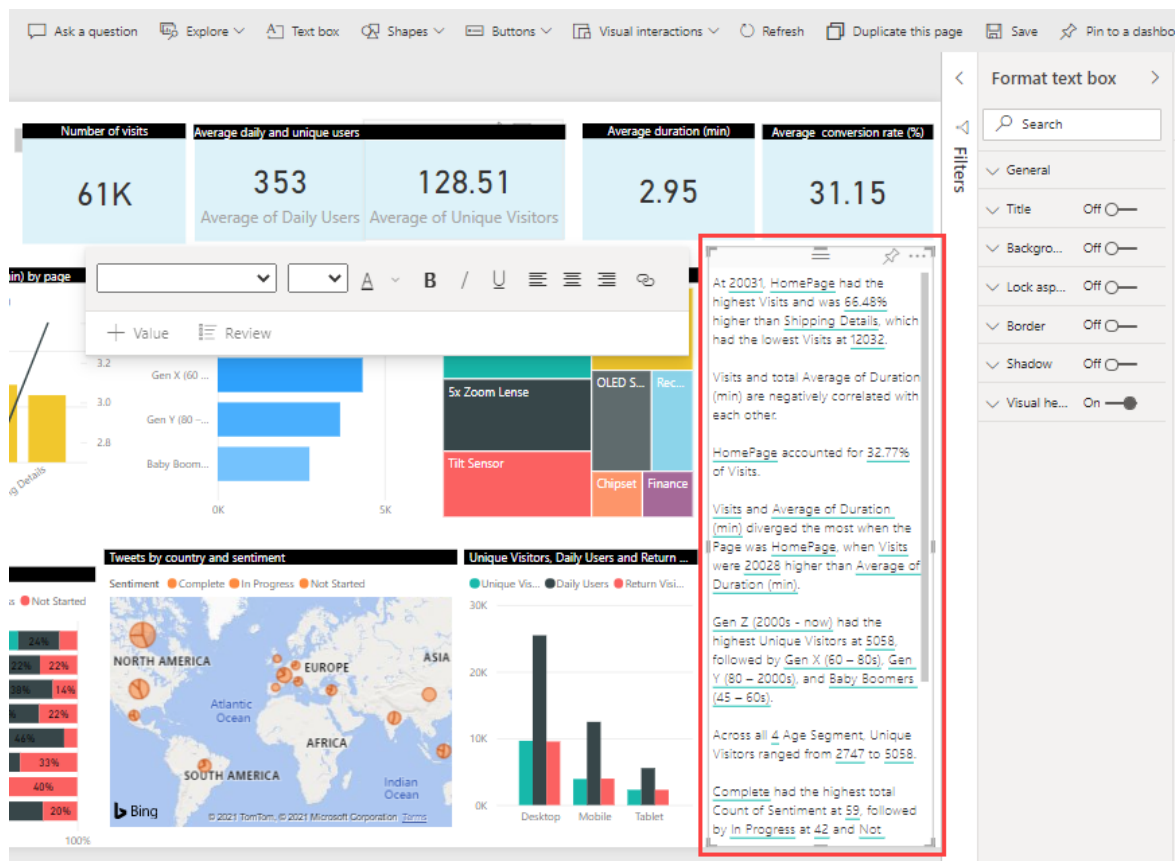 Ask a question Explore Text box Shapes Buttons Visual interactions Refresh Duplicate this page Save Pin to a dashbo
Format text box
Search
Filters
General
Title Off
Backgro... Off
Lock asp... Off
Border Off
Shadow Off
Visual he... On
Number of visits
61K
Average daily and unique users
353
Average of Daily Users
128.51
Average of Unique Visitors
Average duration (min)
2.95
Average conversion rate (%)
31.15
in) by page
A B / U
Value Review
3.2
3.0
2.8
g Details
Gen X (60 ...
Gen Y (80 –...
Baby Boom...
0K 5K
5x Zoom Lense
OLED S...
Rec...
Tilt Sensor
Chipset
Finance
At 20031, HomePage had the
highest Visits and was 66.48%
higher than Shipping Details, which
had the lowest Visits at 12032.
Visits and total Average of Duration
(min) are negatively correlated with
each other.
HomePage accounted for 32.77%
of Visits.
Visits and Average of Duration
(min) diverged the most when the
Page was HomePage, when Visits
were 20028 higher than Average of
Duration (min).
Gen Z (2000s - now) had the
highest Unique Visitors at 5058,
followed by Gen X (60 – 80s), Gen
Y (80 – 2000s), and Baby Boomers
(45 – 60s).
Across all 4 Age Segment, Unique
Visitors ranged from 2747 to 5058.
Complete had the highest total
Count of Sentiment at 59, followed
by In Progress at 42 and Not
Not Started
24%
22% 22%
38% 14%
22%
46%
33%
40%
20%
100%
Tweets by country and sentiment
Sentiment Complete In Progress Not Started
NORTH AMERICA
EUROPE
ASIA
Atlantic
Ocean
AFRICA
SOUTH AMERICA
Indian
Ocean
Bing
© 2021 TomTom, © 2021 Microsoft Corporation Terms
Unique Visitors, Daily Users and Return ...
Unique Vis... Daily Users Return Visi...
30K
20K
10K
0K
Desktop Mobile Tablet